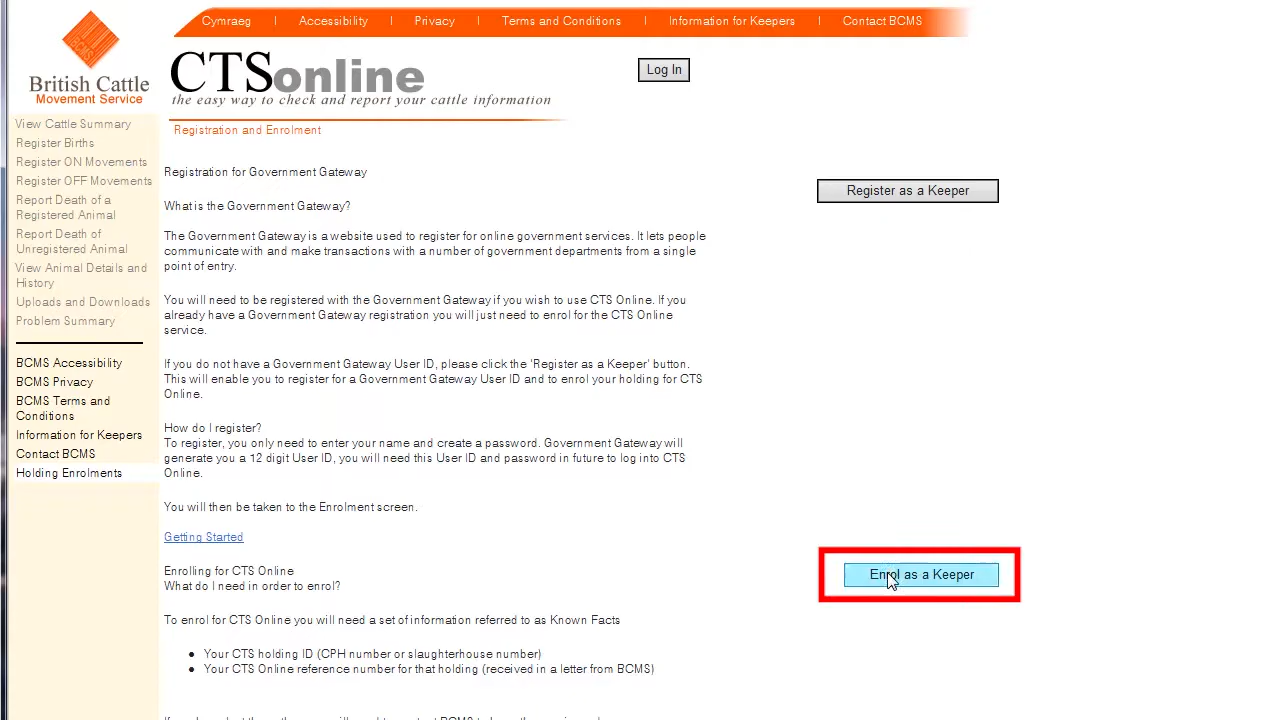 Cymraeg | Accessibility | Privacy | Terms and Conditions | Information for Keepers | Contact BCMS
BCMS
British Cattle
Movement Service
CTSonline
the easy way to check and report your cattle information
Log In
View Cattle Summary
Register Births
Register ON Movements
Register OFF Movements
Report Death of a
Registered Animal
Report Death of
Unregistered Animal
View Animal Details and
History
Uploads and Downloads
Problem Summary
BCMS Accessibility
BCMS Privacy
BCMS Terms and
Conditions
Information for Keepers
Contact BCMS
Holding Enrolments
Registration and Enrolment
Registration for Government Gateway
Register as a Keeper
What is the Government Gateway?
The Government Gateway is a website used to register for online government services. It lets people
communicate with and make transactions with a number of government departments from a single
point of entry.
You will need to be registered with the Government Gateway if you wish to use CTS Online. If you
already have a Government Gateway registration you will just need to enrol for the CTS Online
service.
If you do not have a Government Gateway User ID, please click the 'Register as a Keeper' button.
This will enable you to register for a Government Gateway User ID and to enrol your holding for CTS
Online.
How do I register?
To register, you only need to enter your name and create a password. Government Gateway will
generate you a 12 digit User ID, you will need this User ID and password in future to log into CTS
Online.
You will then be taken to the Enrolment screen.
Getting Started
Enrolling for CTS Online
Enrol as a Keeper
What do I need in order to enrol?
To enrol for CTS Online you will need a set of information referred to as Known Facts
● Your CTS holding ID (CPH number or slaughterhouse number)
● Your CTS Online reference number for that holding (received in a letter from BCMS)